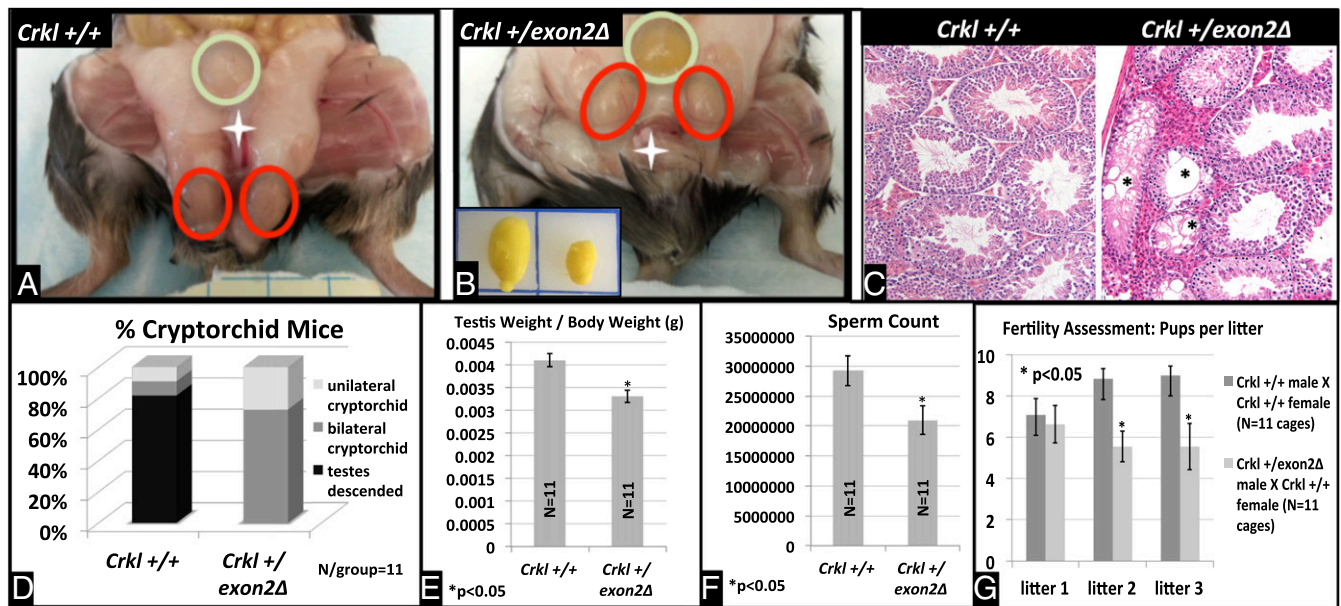 Crkl +/+
A
Crkl +/exon2Δ
B
Crkl +/+
Crkl +/exon2Δ
*
*
*
C
% Cryptorchid Mice
100%
80%
60%
40%
20%
0%
unilateral
cryptorchid
bilateral
cryptorchid
testes
descended
Crkl +/+
Crkl +/
exon2Δ
N/group=11
D
Testis Weight / Body Weight (g)
0.0045
0.004
0.0035
0.003
0.0025
0.002
0.0015
0.001
0.0005
0
*
N=11
N=11
Crkl +/+
Crkl +/
exon2Δ
*p<0.05
E
Sperm Count
35000000
30000000
25000000
20000000
15000000
10000000
5000000
0
*
N=11
N=11
Crkl +/+
Crkl +/
exon2Δ
*p<0.05
F
Fertility Assessment: Pups per litter
10
8
6
4
2
0
* p<0.05
*
*
litter 1
litter 2
litter 3
Crkl +/+ male X
Crkl +/+ female
(N=11 cages)
Crkl +/exon2Δ
male X Crkl +/+
female (N=11
cages)
G